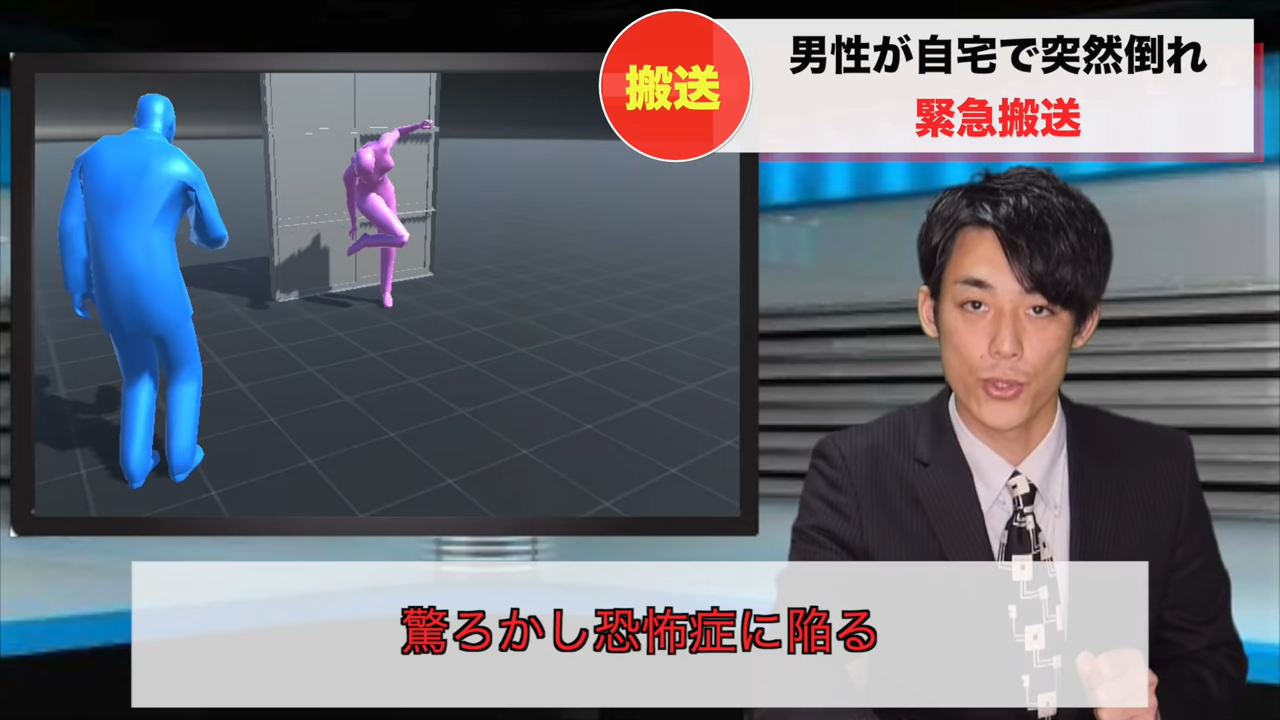 搬送
男性が自宅で突然倒れ
緊急搬送
驚ろかし恐怖症に陥る